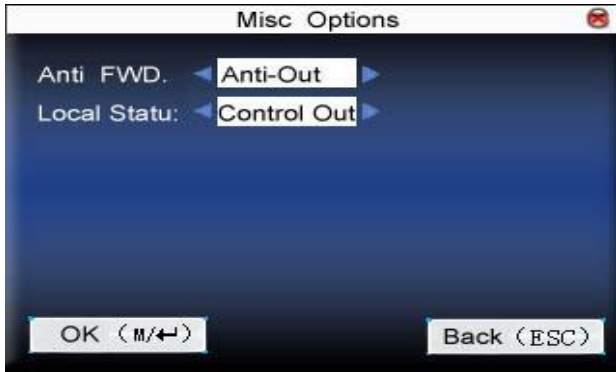 Misc Options
Anti FWD. Anti-Out
Local Statu: Control Out
OK (M/↵) Back (ESC)